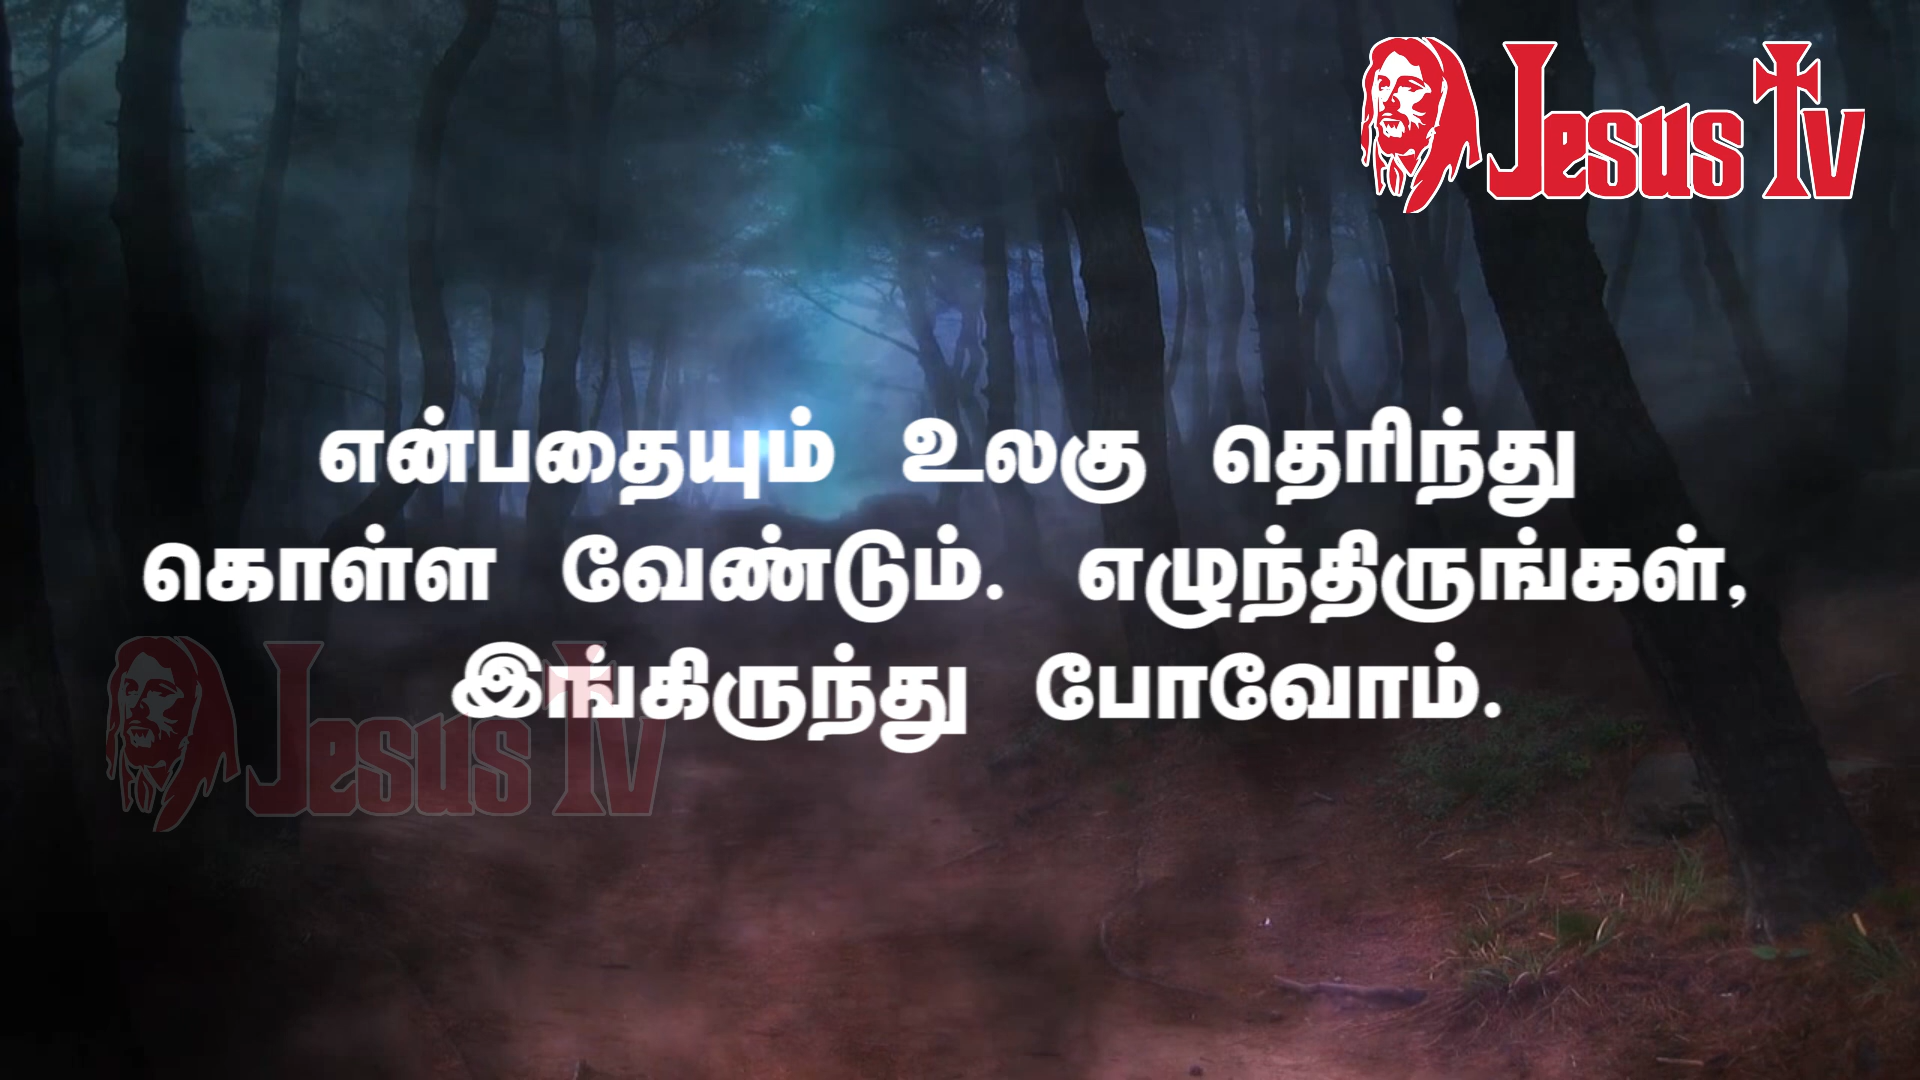 Jesus Tv
என்பதையும் உலகு தெரிந்து
கொள்ள வேண்டும். எழுந்திருங்கள்,
இங்கிருந்து போவோம்.
Jesus Tv